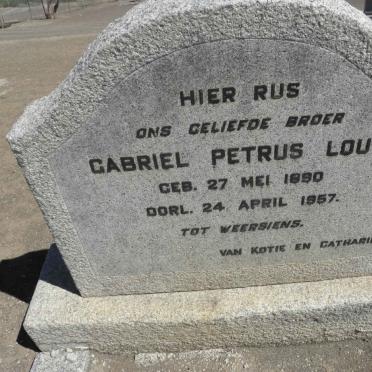 HIER RUS
ONS GELIEFDE BROER
GABRIEL PETRUS LOU
GEB. 27 MEI 1890
OORL. 24 APRIL 1957.
TOT WEERSIENS.
VAN KOTIE EN CATHARI